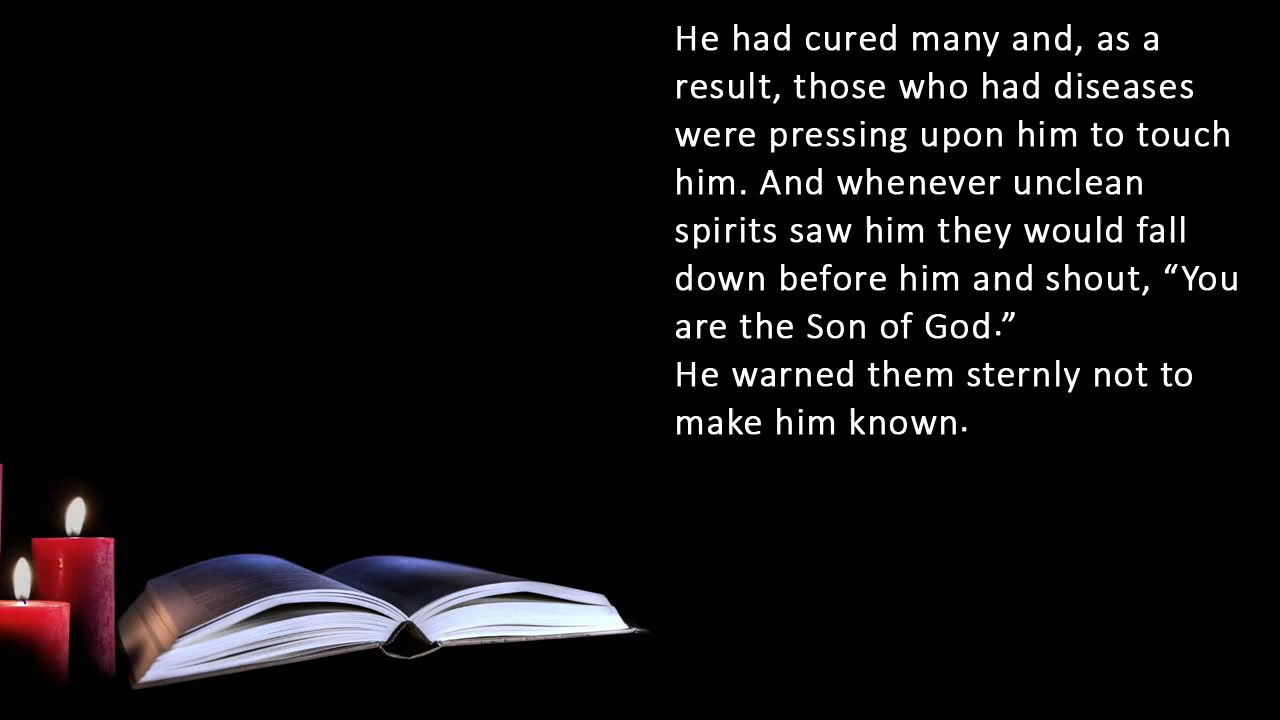 He had cured many and, as a
result, those who had diseases
were pressing upon him to touch
him. And whenever unclean
spirits saw him they would fall
down before him and shout, “You
are the Son of God.”
He warned them sternly not to
make him known.